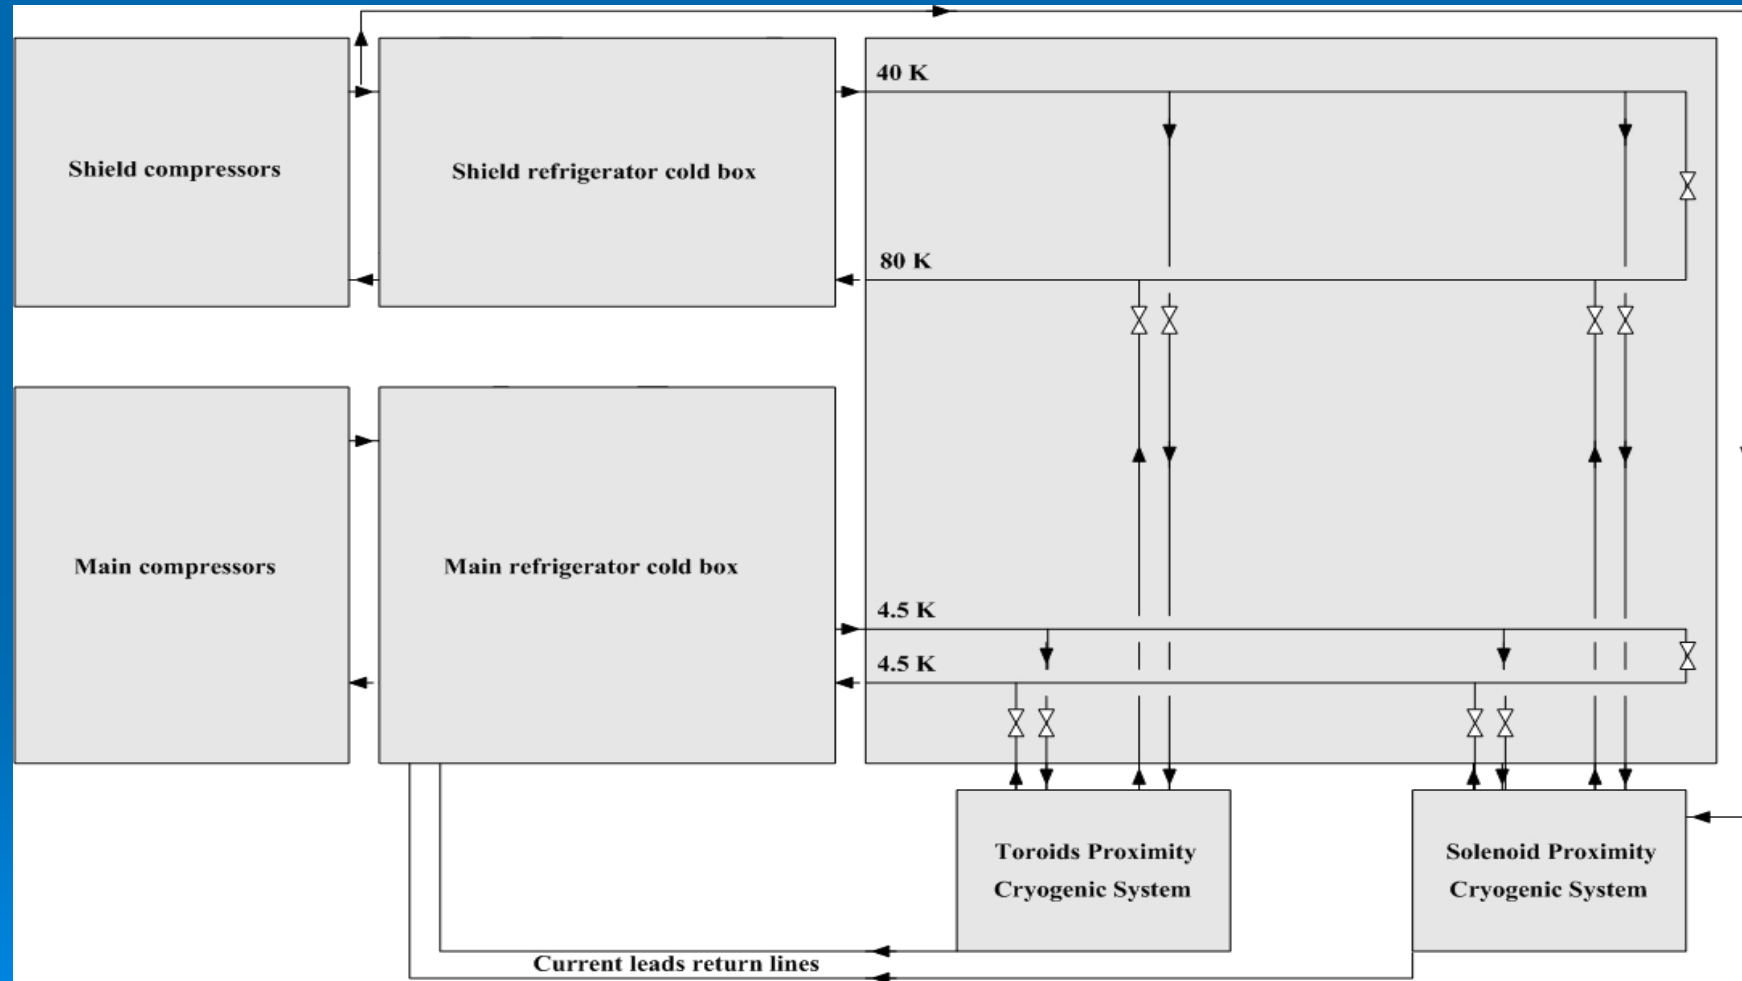 40 K
Shield compressors
Shield refrigerator cold box
80 K
Main compressors
Main refrigerator cold box
4.5 K
4.5 K
Toroids Proximity
Cryogenic System
Solenoid Proximity
Cryogenic System
Current leads return lines